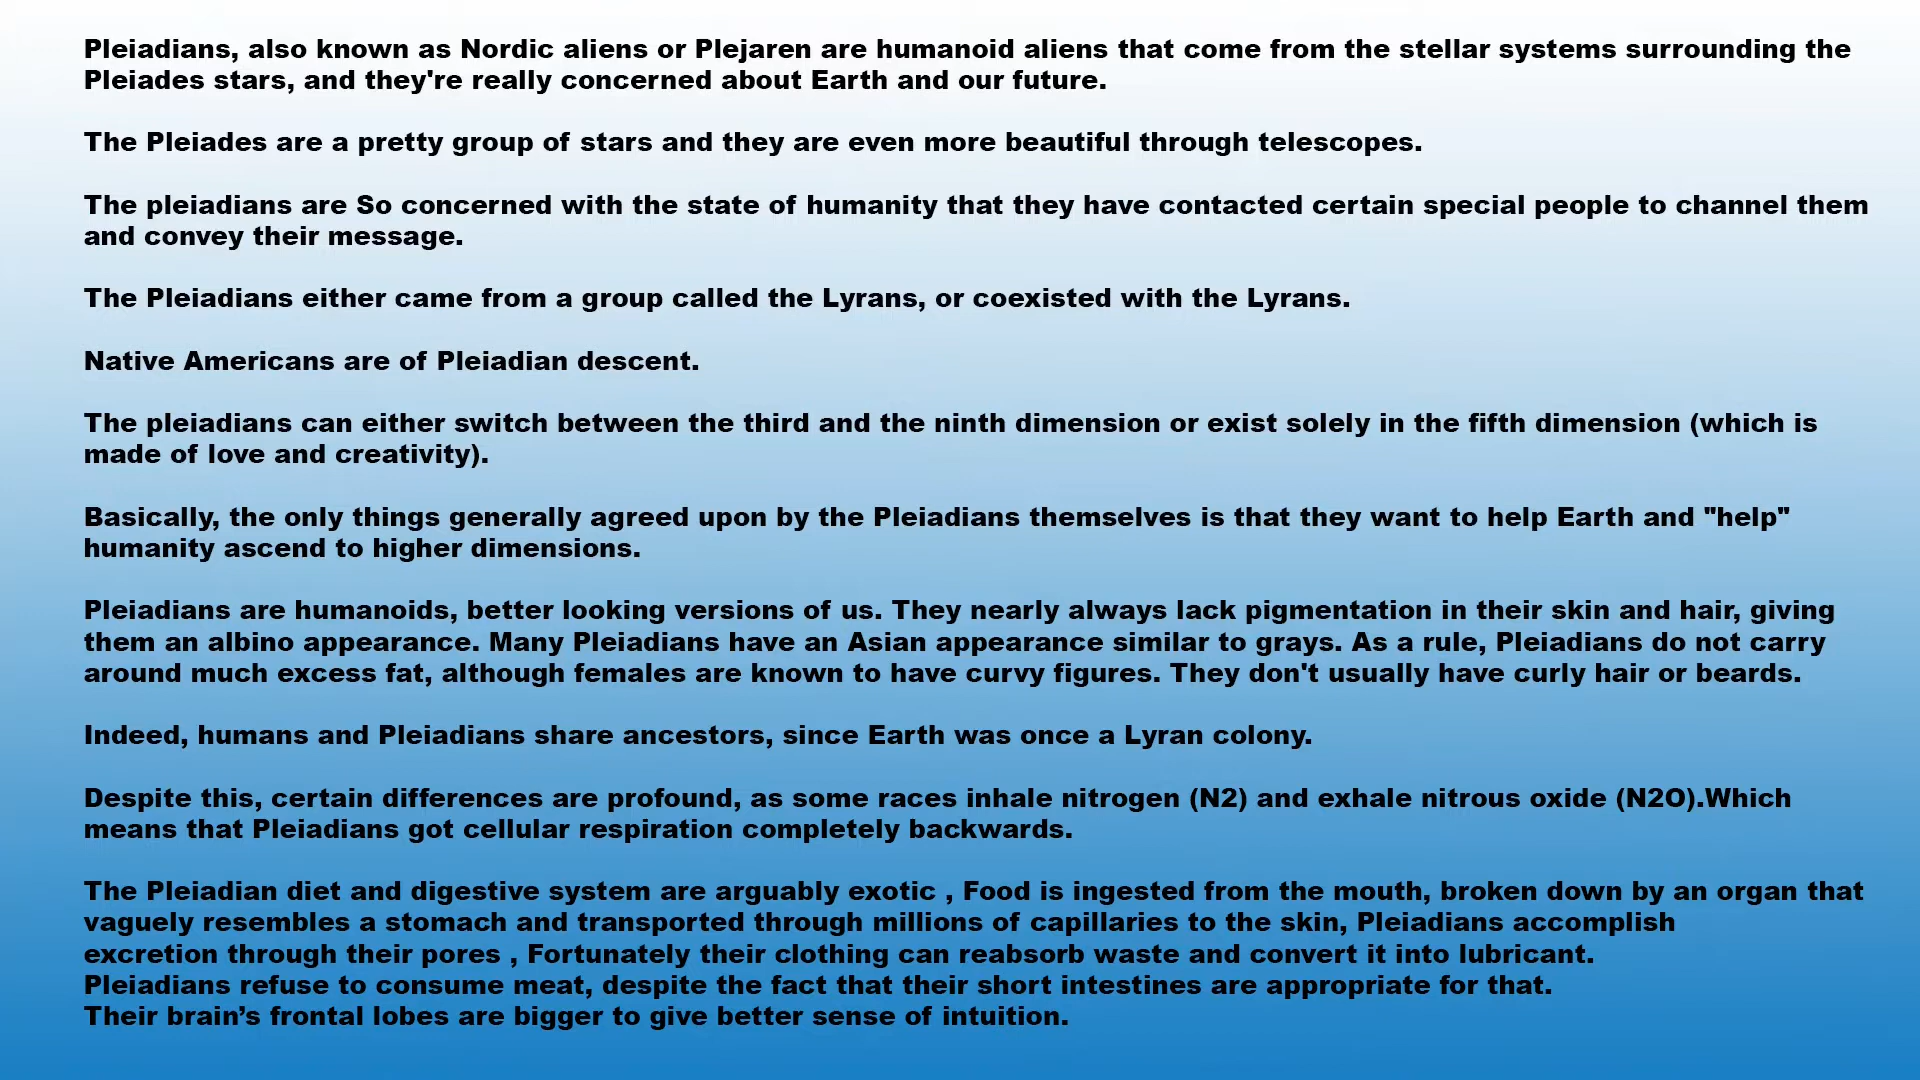 Pleiadians, also known as Nordic aliens or Plejaren are humanoid aliens that come from the stellar systems surrounding the
Pleiades stars, and they're really concerned about Earth and our future.
The Pleiades are a pretty group of stars and they are even more beautiful through telescopes.
The pleiadians are So concerned with the state of humanity that they have contacted certain special people to channel them
and convey their message.
The Pleiadians either came from a group called the Lyrans, or coexisted with the Lyrans.
Native Americans are of Pleiadian descent.
The pleiadians can either switch between the third and the ninth dimension or exist solely in the fifth dimension (which is
made of love and creativity).
Basically, the only things generally agreed upon by the Pleiadians themselves is that they want to help Earth and "help"
humanity ascend to higher dimensions.
Pleiadians are humanoids, better looking versions of us. They nearly always lack pigmentation in their skin and hair, giving
them an albino appearance. Many Pleiadians have an Asian appearance similar to grays. As a rule, Pleiadians do not carry
around much excess fat, although females are known to have curvy figures. They don't usually have curly hair or beards.
Indeed, humans and Pleiadians share ancestors, since Earth was once a Lyran colony.
Despite this, certain differences are profound, as some races inhale nitrogen (N2) and exhale nitrous oxide (N2O).Which
means that Pleiadians got cellular respiration completely backwards.
The Pleiadian diet and digestive system are arguably exotic , Food is ingested from the mouth, broken down by an organ that
vaguely resembles a stomach and transported through millions of capillaries to the skin, Pleiadians accomplish
excretion through their pores , Fortunately their clothing can reabsorb waste and convert it into lubricant.
Pleiadians refuse to consume meat, despite the fact that their short intestines are appropriate for that.
Their brain’s frontal lobes are bigger to give better sense of intuition.